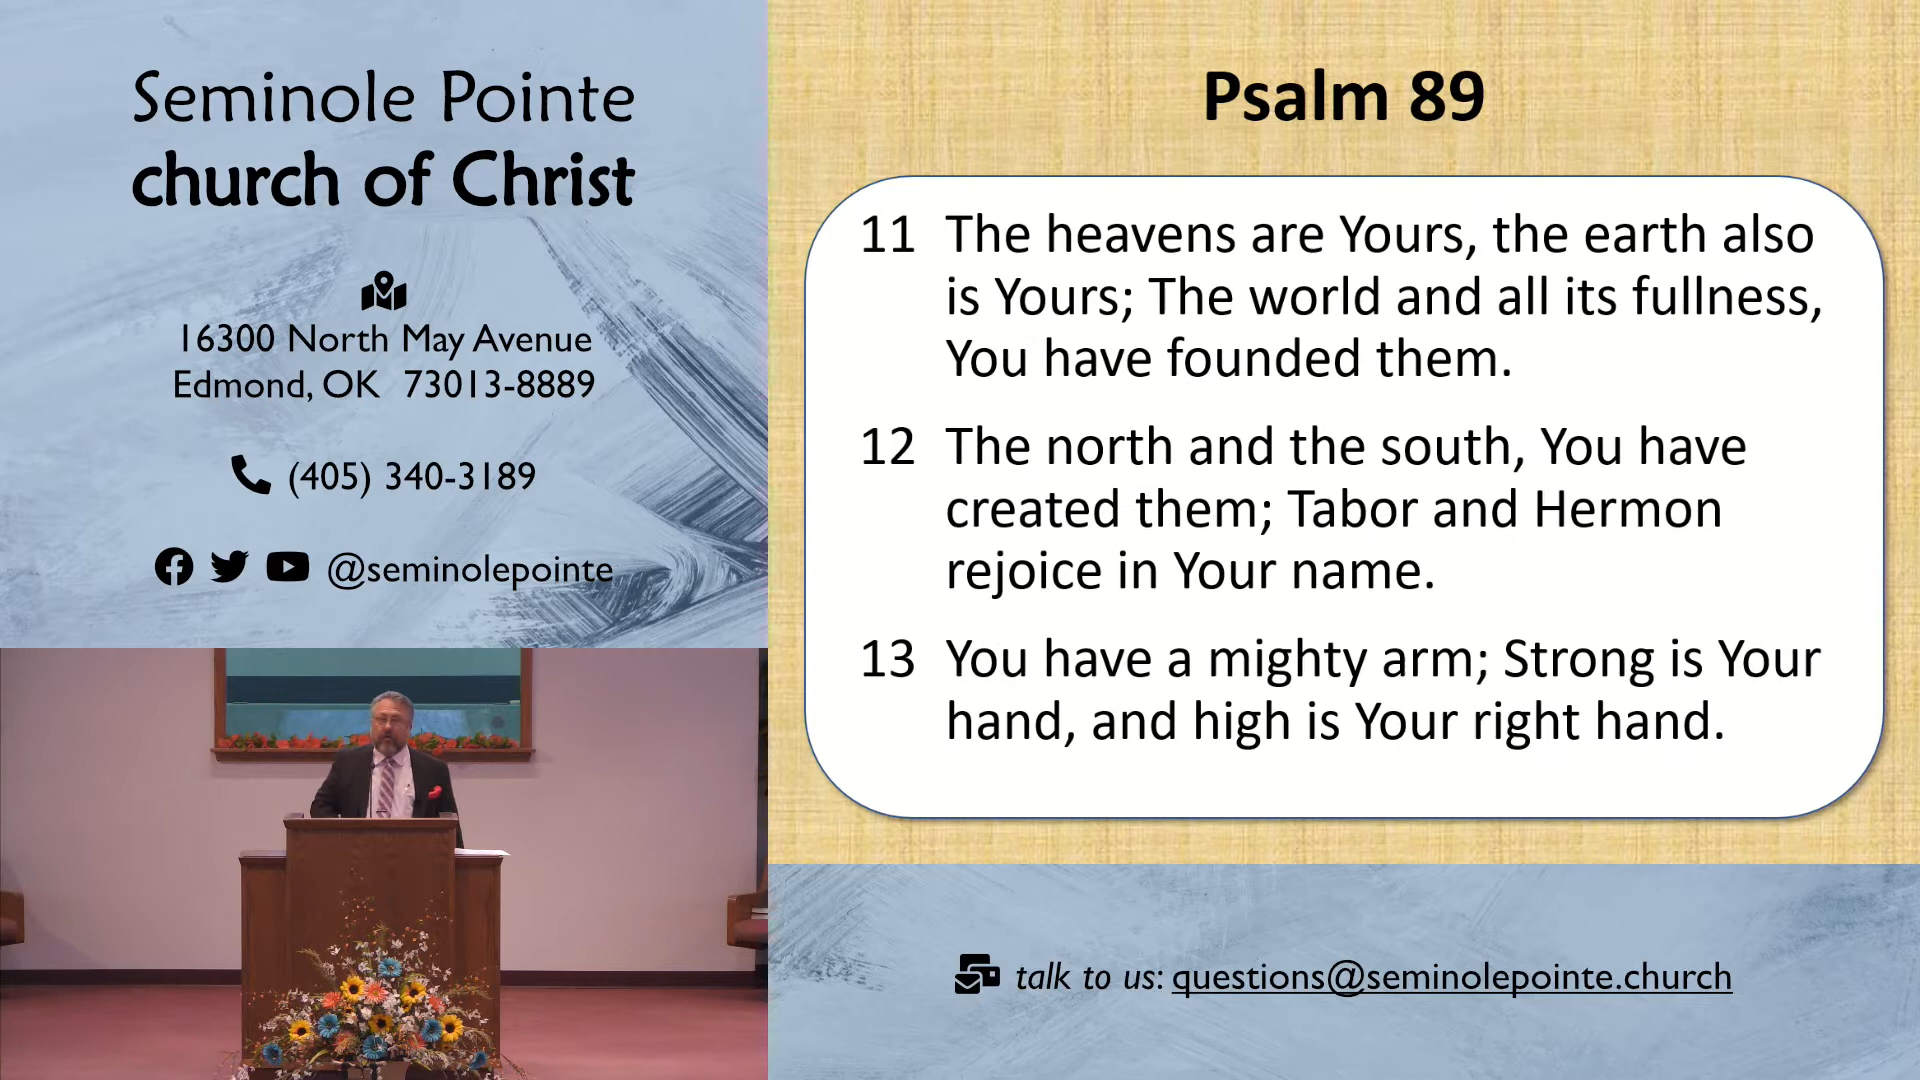 Seminole Pointe
church of Christ
16300 North May Avenue
Edmond, OK 73013-8889
(405) 340-3189
@seminolepointe
Psalm 89
11 The heavens are Yours, the earth also
is Yours; The world and all its fullness,
You have founded them.
12 The north and the south, You have
created them; Tabor and Hermon
rejoice in Your name.
13 You have a mighty arm; Strong is Your
hand, and high is Your right hand.
talk to us: questions@seminolepointe.church